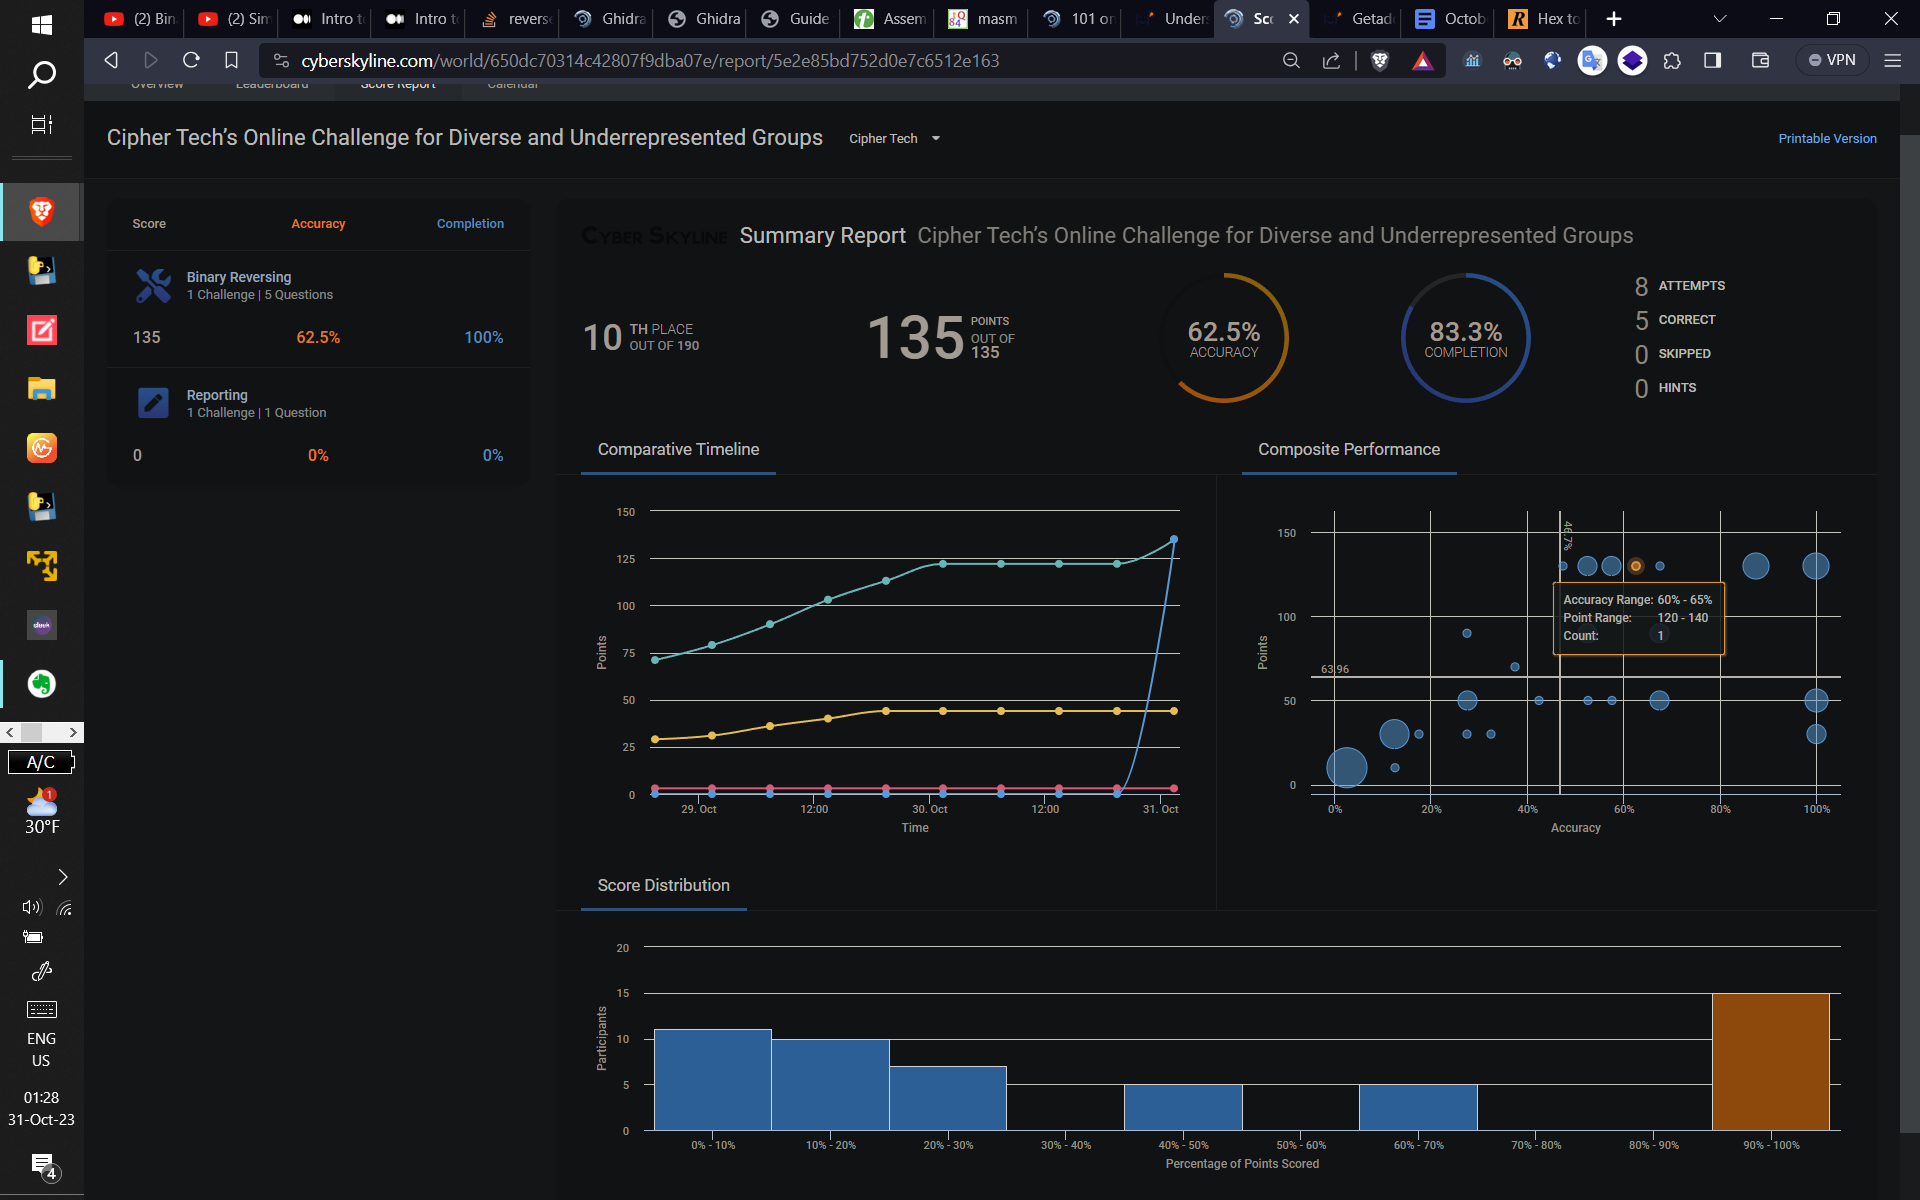 (2) Bin
(2) Sim
Intro t
Intro t
revers
Ghidra
Ghidra
Guide
Assem
masm
101 or
Unders
Sco
Getad
Octob
Hex to
cyberskyline.com/world/650dc70314c42807f9dba07e/report/5e2e85bd752d0e7c6512e163
VPN
Overview Leaderboard Score Report Calendar
Cipher Tech’s Online Challenge for Diverse and Underrepresented Groups
Cipher Tech
Printable Version
Score Accuracy Completion
Binary Reversing
1 Challenge | 5 Questions
135 62.5% 100%
Reporting
1 Challenge | 1 Question
0 0% 0%
CYBER SKYLINE Summary Report Cipher Tech’s Online Challenge for Diverse and Underrepresented Groups
10 TH PLACE
OUT OF 190
135 POINTS
OUT OF
135
62.5%
ACCURACY
83.3%
COMPLETION
8 ATTEMPTS
5 CORRECT
0 SKIPPED
0 HINTS
Comparative Timeline
150
125
100
75
50
25
0
Points
29. Oct 12:00 30. Oct 12:00 31. Oct
Time
Composite Performance
150
100
50
0
Points
46.7%
63.96
Accuracy Range: 60% - 65%
Point Range: 120 - 140
Count: 1
0% 20% 40% 60% 80% 100%
Accuracy
Score Distribution
20
15
10
5
0
Participants
0% - 10% 10% - 20% 20% - 30% 30% - 40% 40% - 50% 50% - 60% 60% - 70% 70% - 80% 80% - 90% 90% - 100%
Percentage of Points Scored
A/C
1
30°F
ENG
US
01:28
31-Oct-23
4